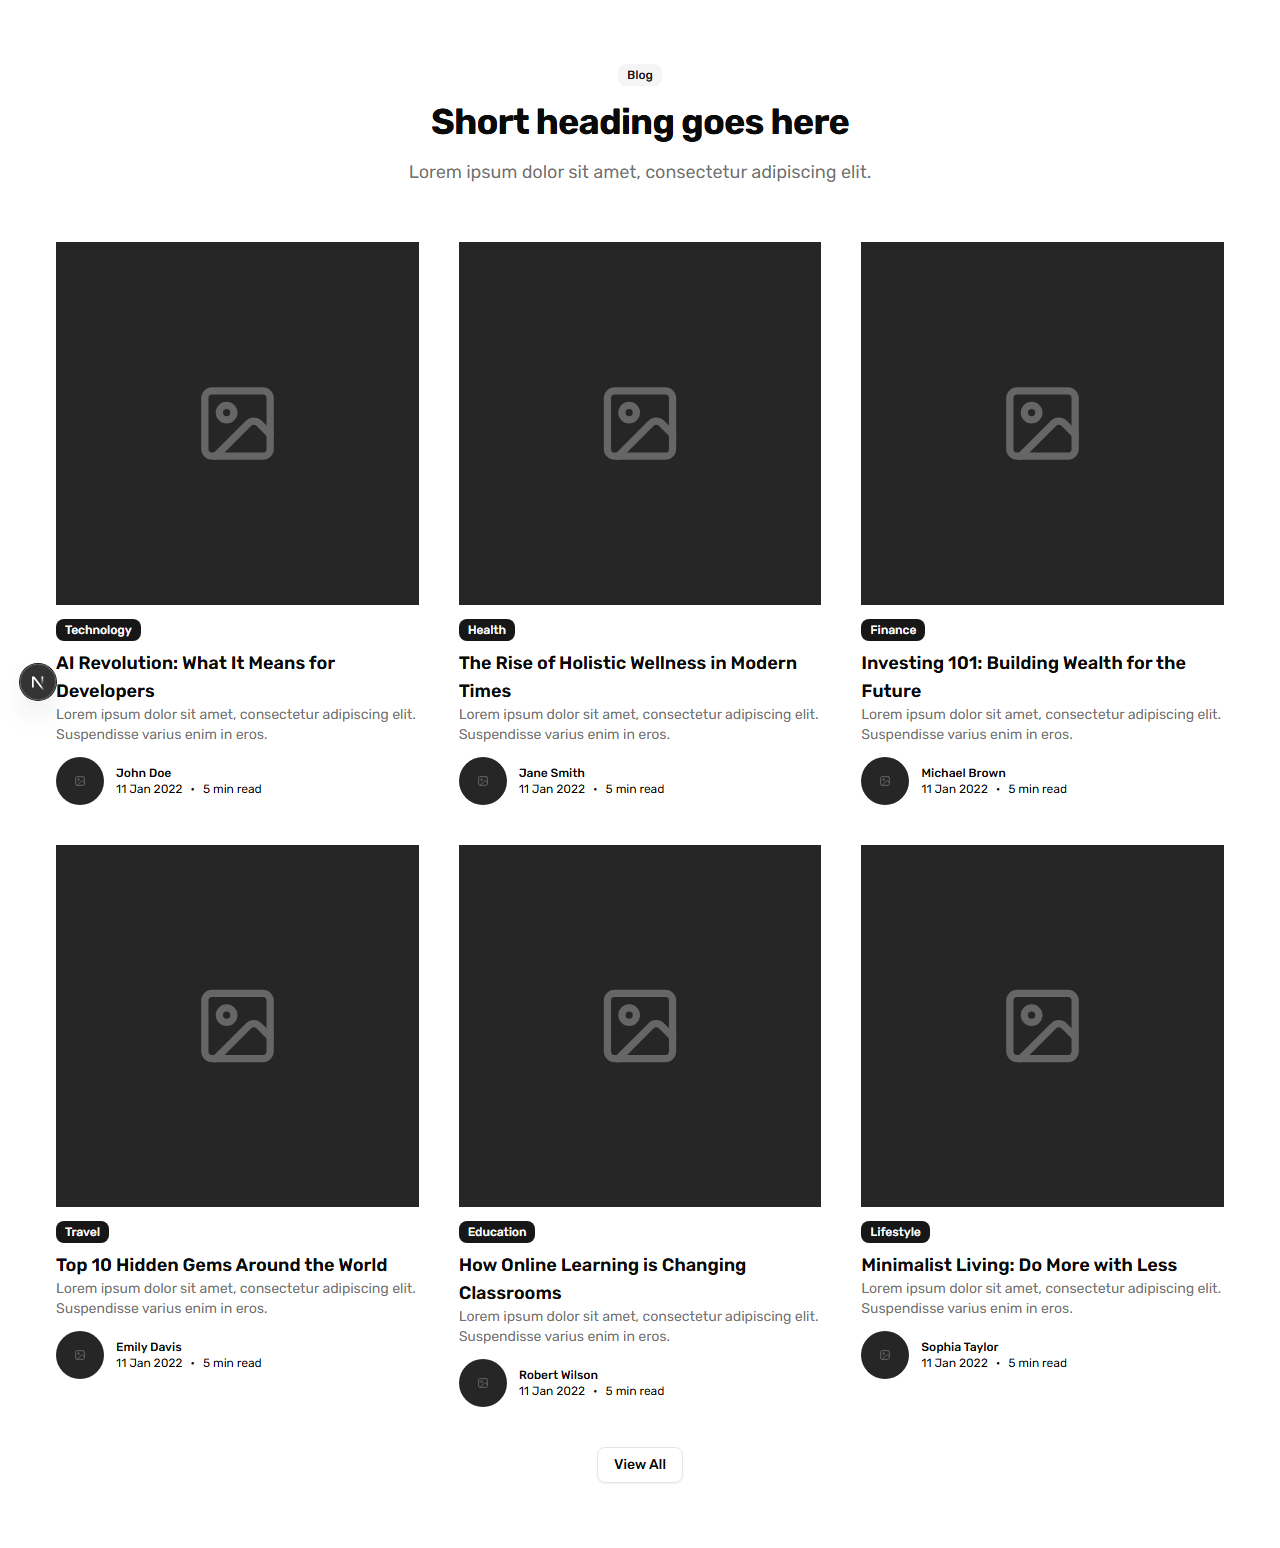 Blog
Short heading goes here
Lorem ipsum dolor sit amet, consectetur adipiscing elit.
Technology
AI Revolution: What It Means for
Developers
Lorem ipsum dolor sit amet, consectetur adipiscing elit.
Suspendisse varius enim in eros.
John Doe
11 Jan 2022 • 5 min read
Health
The Rise of Holistic Wellness in Modern
Times
Lorem ipsum dolor sit amet, consectetur adipiscing elit.
Suspendisse varius enim in eros.
Jane Smith
11 Jan 2022 • 5 min read
Finance
Investing 101: Building Wealth for the
Future
Lorem ipsum dolor sit amet, consectetur adipiscing elit.
Suspendisse varius enim in eros.
Michael Brown
11 Jan 2022 • 5 min read
N
Travel
Top 10 Hidden Gems Around the World
Lorem ipsum dolor sit amet, consectetur adipiscing elit.
Suspendisse varius enim in eros.
Emily Davis
11 Jan 2022 • 5 min read
Education
How Online Learning is Changing
Classrooms
Lorem ipsum dolor sit amet, consectetur adipiscing elit.
Suspendisse varius enim in eros.
Robert Wilson
11 Jan 2022 • 5 min read
Lifestyle
Minimalist Living: Do More with Less
Lorem ipsum dolor sit amet, consectetur adipiscing elit.
Suspendisse varius enim in eros.
Sophia Taylor
11 Jan 2022 • 5 min read
View All